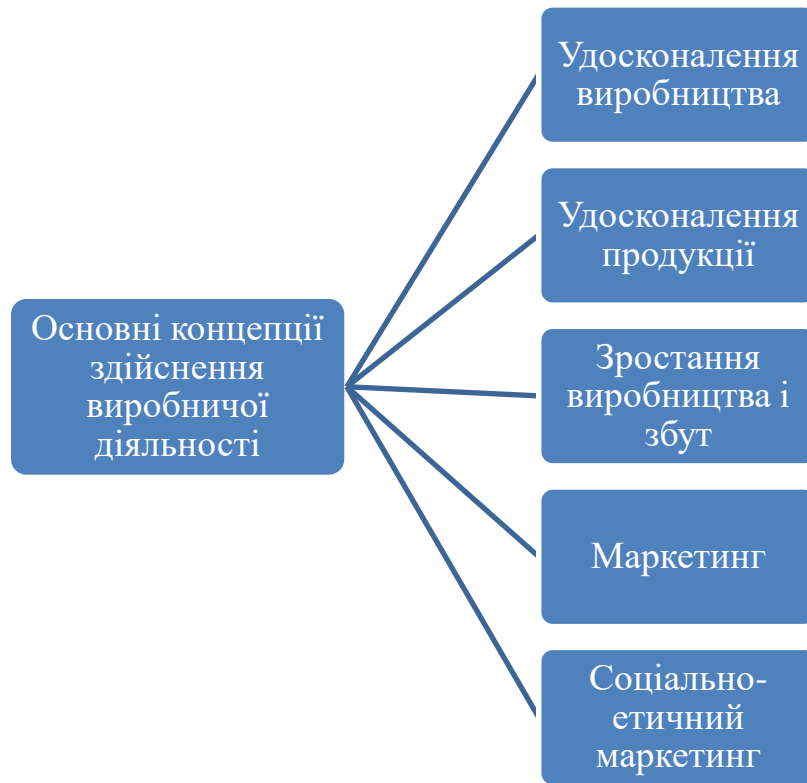 Удосконалення
виробництва
Удосконалення
продукції
Основні концепції
здійснення
виробничої
діяльності
Зростання
виробництва і
збут
Маркетинг
Соціально-
етичний
маркетинг